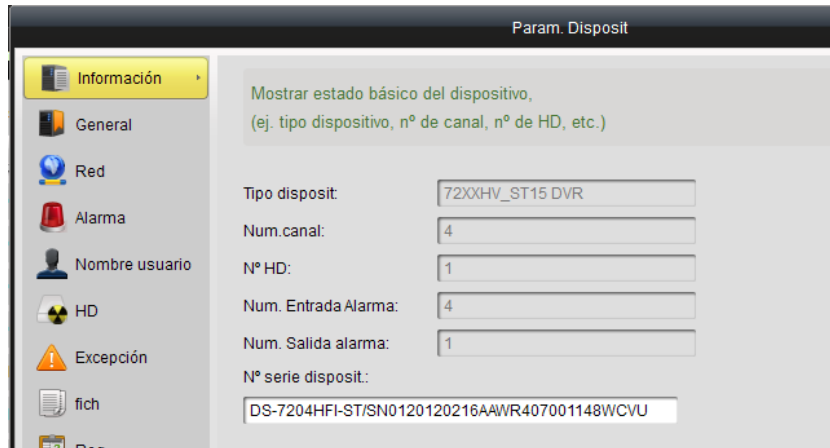 Param. Disposit
Información
General
Red
Alarma
Nombre usuario
HD
Excepción
fich
Mostrar estado básico del dispositivo,
(ej. tipo dispositivo, nº de canal, nº de HD, etc.)
Tipo disposit: 72XXHV_ST15 DVR
Num.canal: 4
Nº HD: 1
Num. Entrada Alarma: 4
Num. Salida alarma: 1
Nº serie disposit.:
DS-7204HFI-ST/SN0120120216AAWR407001148WCVU